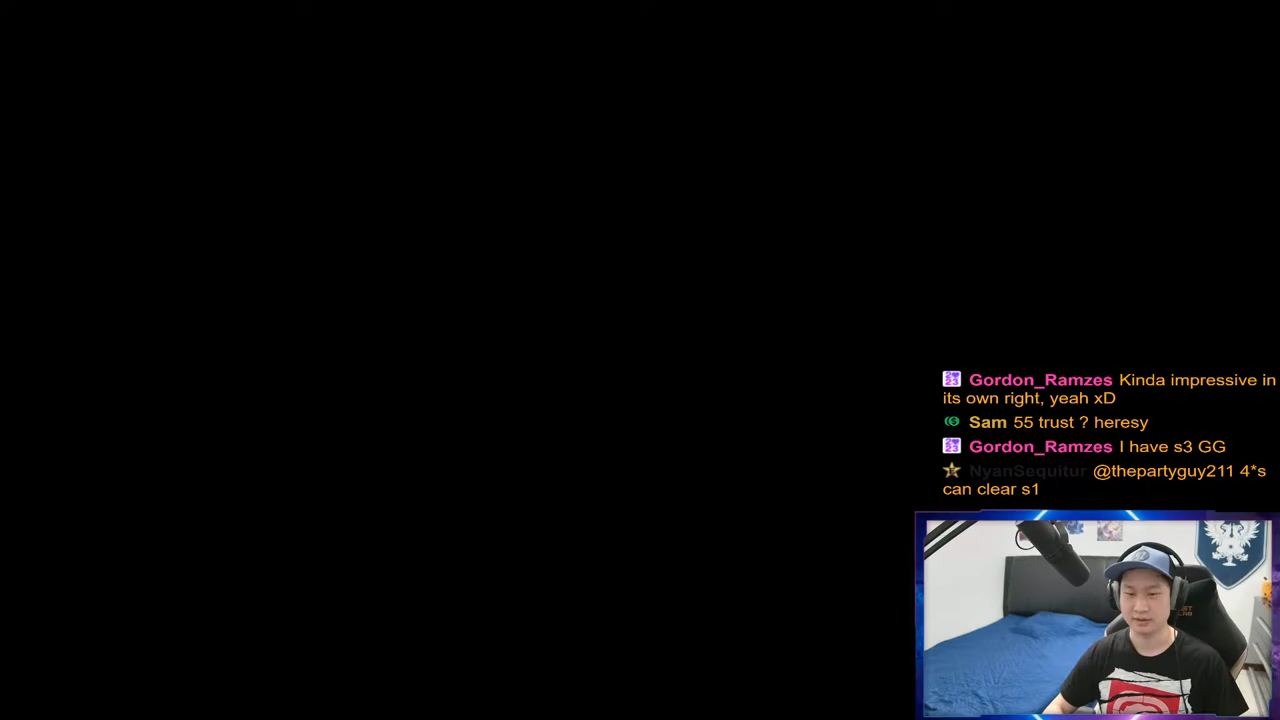 Gordon_Ramzes Kinda impressive in
its own right, yeah xD
Sam 55 trust ? heresy
Gordon_Ramzes I have s3 GG
NyanSequitur @thepartyguy211 4*s
can clear s1